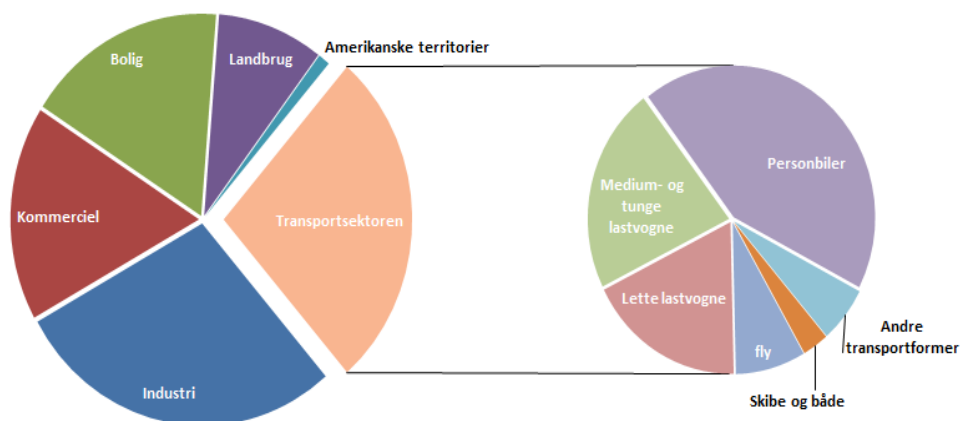 Bolig
Landbrug
Amerikanske territorier
Kommerciel
Transportsektoren
Industri
Personbiler
Medium- og
tunge
lastvogne
Lette lastvogne
fly
Andre
transportformer
Skibe og både